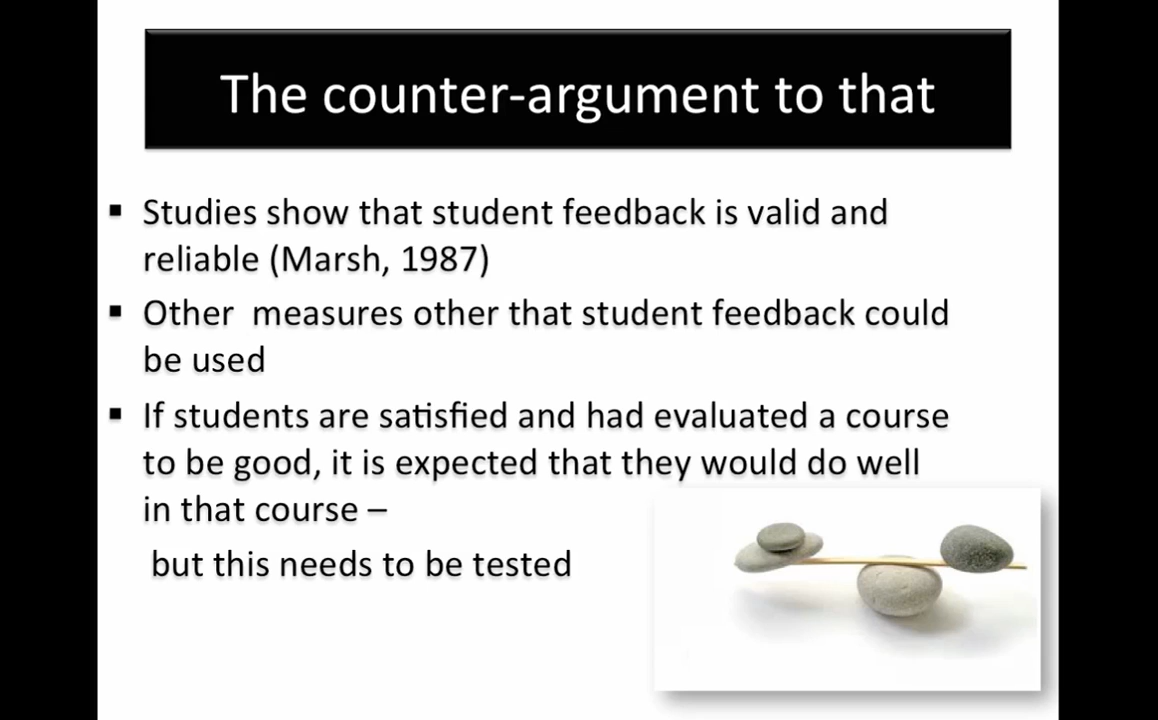 The counter-argument to that
▪ Studies show that student feedback is valid and
reliable (Marsh, 1987)
▪ Other  measures other that student feedback could
be used
▪ If students are satisfied and had evaluated a course
to be good, it is expected that they would do well
in that course –
but this needs to be tested